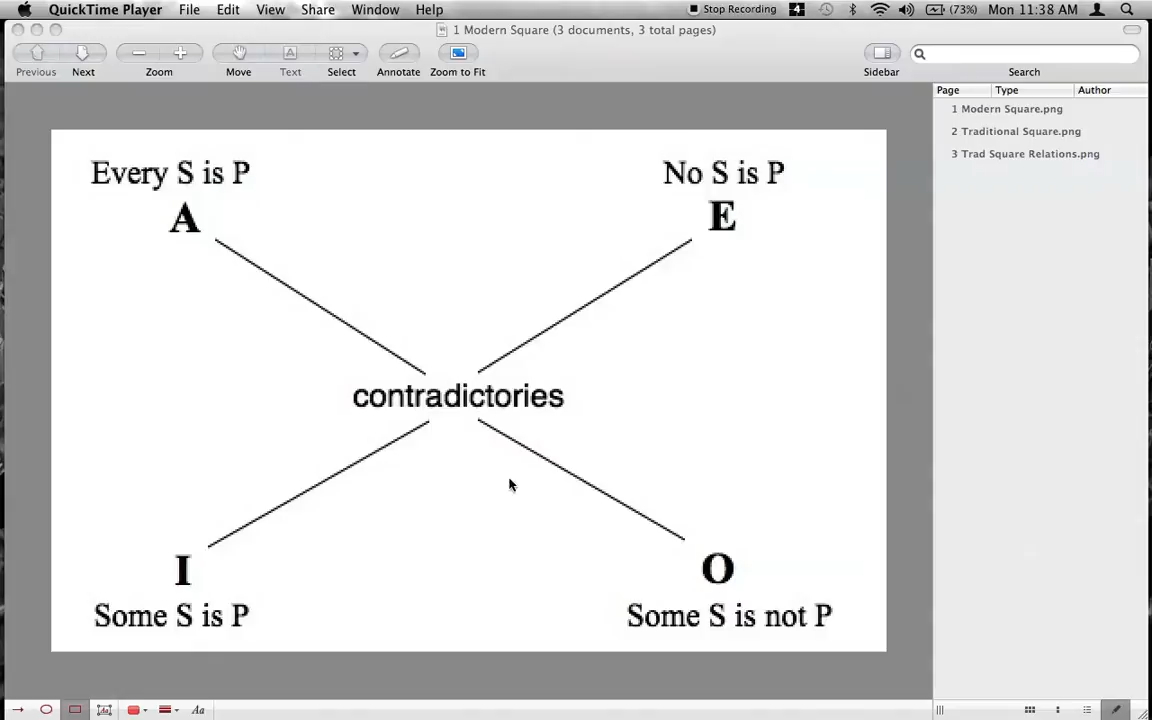 QuickTime Player File Edit View Share Window Help Stop Recording (73%) Mon 11:38 AM
1 Modern Square (3 documents, 3 total pages)
Previous Next Zoom Move Text Select Annotate Zoom to Fit Sidebar Search
Page Type Author
1 Modern Square.png
2 Traditional Square.png
3 Trad Square Relations.png
Every S is P
A
No S is P
E
contradictories
I
Some S is P
O
Some S is not P
Aa